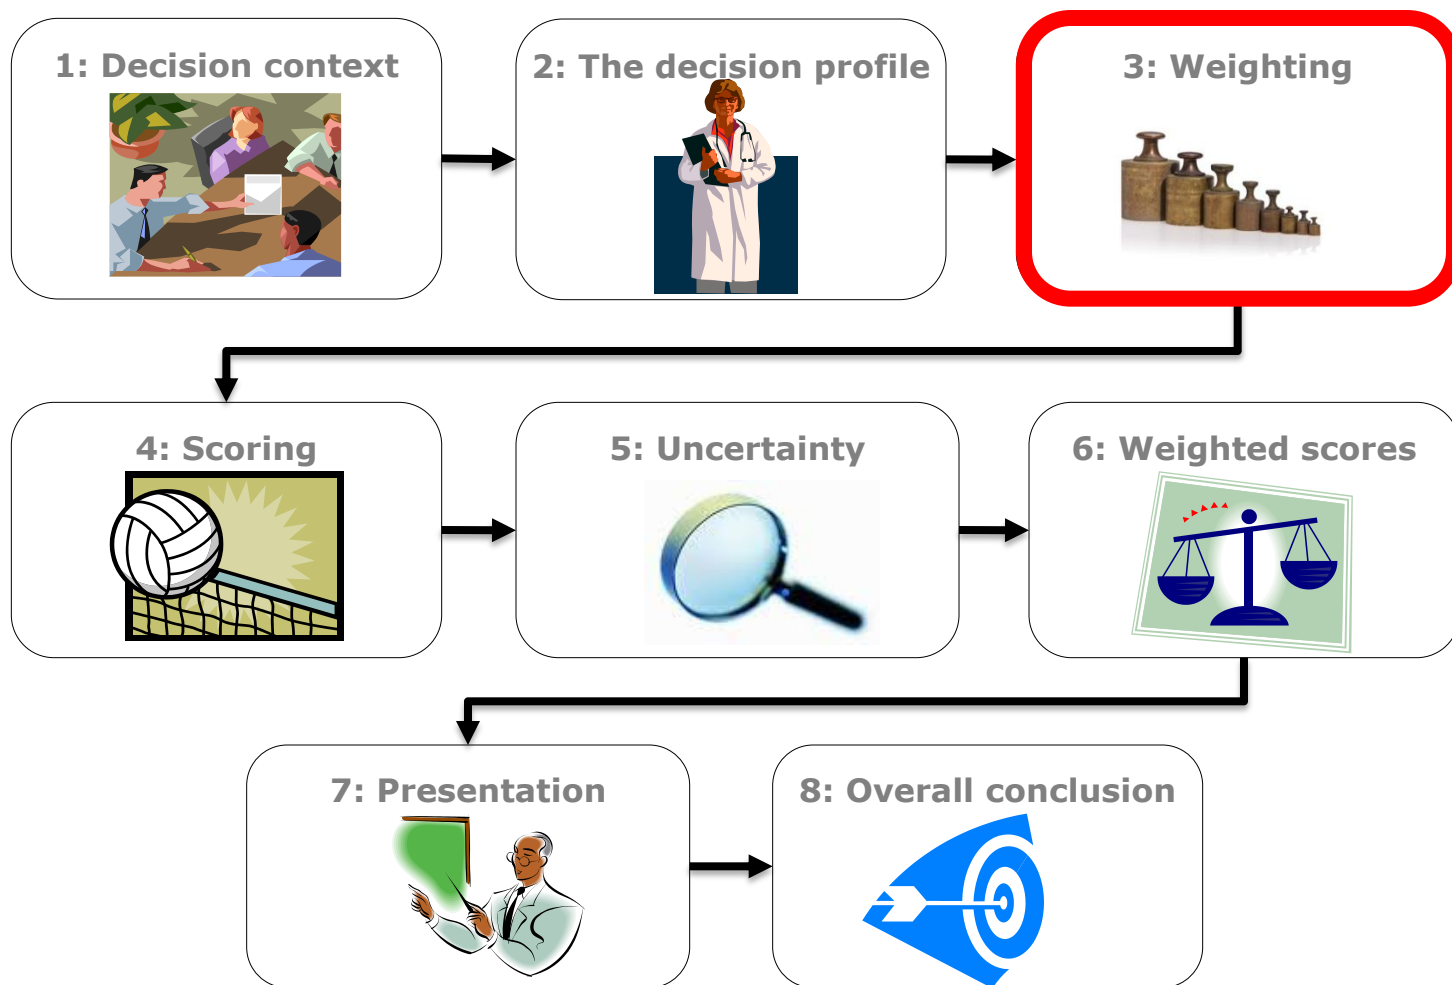 1: Decision context
2: The decision profile
3: Weighting
4: Scoring
5: Uncertainty
6: Weighted scores
7: Presentation
8: Overall conclusion